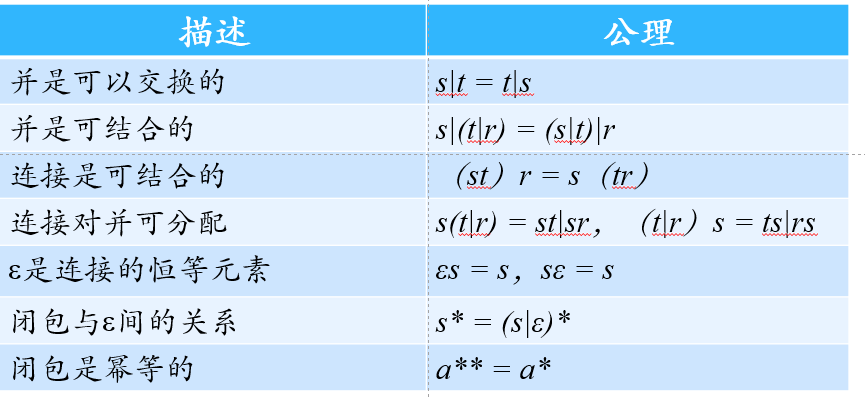 描述 公理
并是可以交换的 s|t = t|s
并是可结合的 s|(t|r) = (s|t)|r
连接是可结合的 （st）r = s（tr）
连接对并可分配 s(t|r) = st|sr，（t|r）s = ts|rs
ε是连接的恒等元素 εs = s，sε = s
闭包与ε间的关系 s* = (s|ε)*
闭包是幂等的 a** = a*